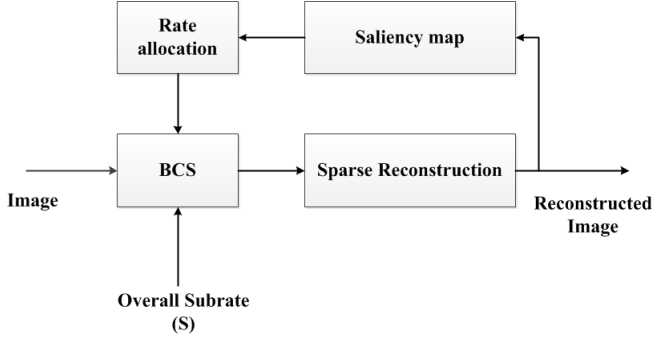 Rate
allocation
Saliency map
BCS
Sparse Reconstruction
Image
Reconstructed
Image
Overall Subrate
(S)